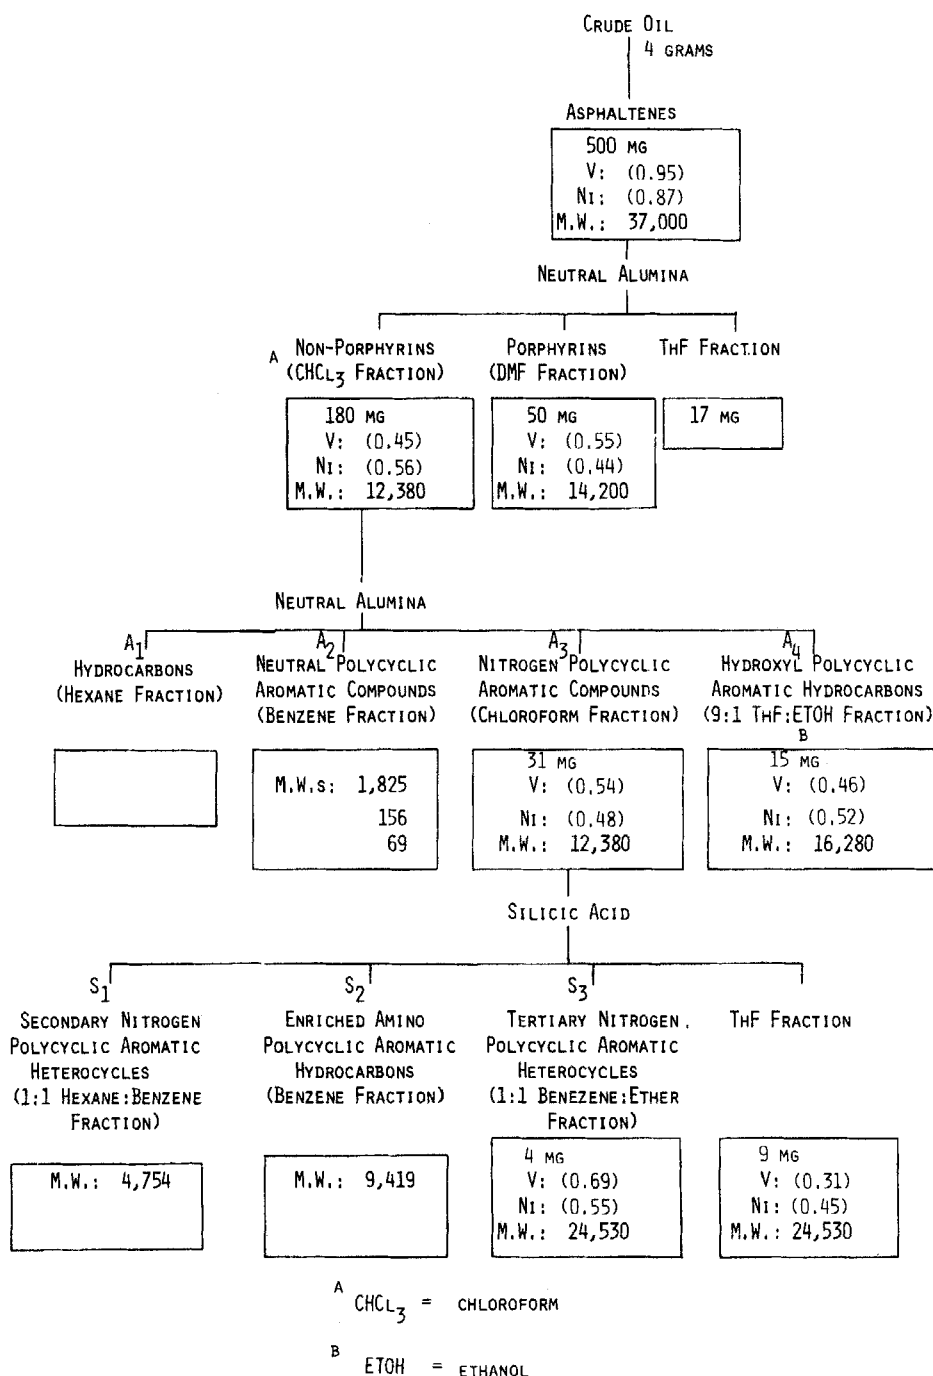 CRUDE OIL
4 GRAMS
ASPHALTENES
500 MG
V: (0.95)
NI: (0.87)
M.W.: 37,000
NEUTRAL ALUMINA
A NON-PORPHYRINS
(CHCL3 FRACTION)
180 MG
V: (0.45)
NI: (0.56)
M.W.: 12,380
PORPHYRINS
(DMF FRACTION)
50 MG
V: (0.55)
NI: (0.44)
M.W.: 14,200
THF FRACTION
17 MG
NEUTRAL ALUMINA
A1
HYDROCARBONS
(HEXANE FRACTION)
A2
NEUTRAL POLYCYCLIC
AROMATIC COMPOUNDS
(BENZENE FRACTION)
M.W.S: 1,825
156
69
A3
NITROGEN POLYCYCLIC
AROMATIC COMPOUNDS
(CHLOROFORM FRACTION)
31 MG
V: (0.54)
NI: (0.48)
M.W.: 12,380
A4
HYDROXYL POLYCYCLIC
AROMATIC HYDROCARBONS
(9:1 THF:ETOH FRACTION)
B
15 MG
V: (0.46)
NI: (0.52)
M.W.: 16,280
SILICIC ACID
S1
SECONDARY NITROGEN
POLYCYCLIC AROMATIC
HETEROCYCLES
(1:1 HEXANE:BENZENE
FRACTION)
M.W.: 4,754
S2
ENRICHED AMINO
POLYCYCLIC AROMATIC
HYDROCARBONS
(BENZENE FRACTION)
M.W.: 9,419
S3
TERTIARY NITROGEN
POLYCYCLIC AROMATIC
HETEROCYCLES
(1:1 BENEZENE:ETHER
FRACTION)
4 MG
V: (0.69)
NI: (0.55)
M.W.: 24,530
THF FRACTION
9 MG
V: (0.31)
NI: (0.45)
M.W.: 24,530
A CHCL3 = CHLOROFORM
B ETOH = ETHANOL